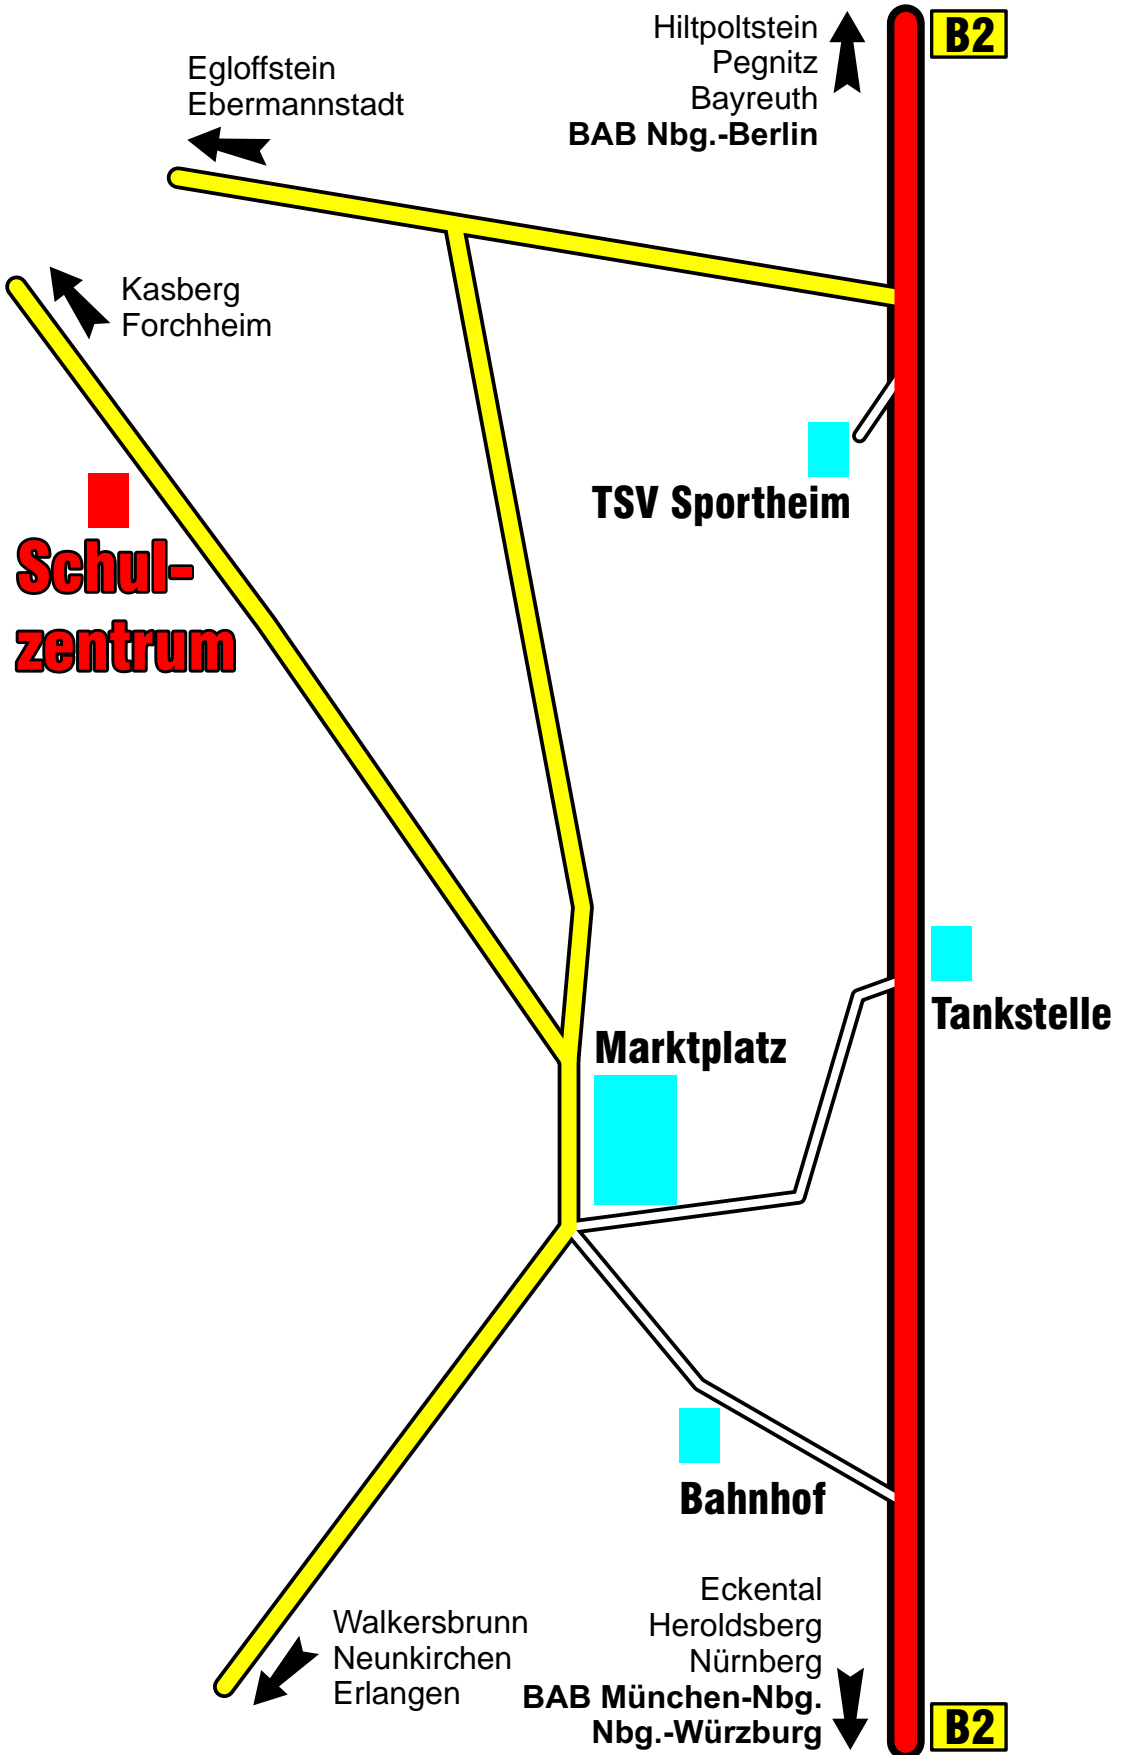 Hiltpoltstein
Pegnitz
Bayreuth
BAB Nbg.-Berlin
B2
Egloffstein
Ebermannstadt
Kasberg
Forchheim
TSV Sportheim
Schul-
zentrum
Tankstelle
Marktplatz
Bahnhof
Walkersbrunn
Neunkirchen
Erlangen
Eckental
Heroldsberg
Nürnberg
BAB München-Nbg.
Nbg.-Würzburg
B2